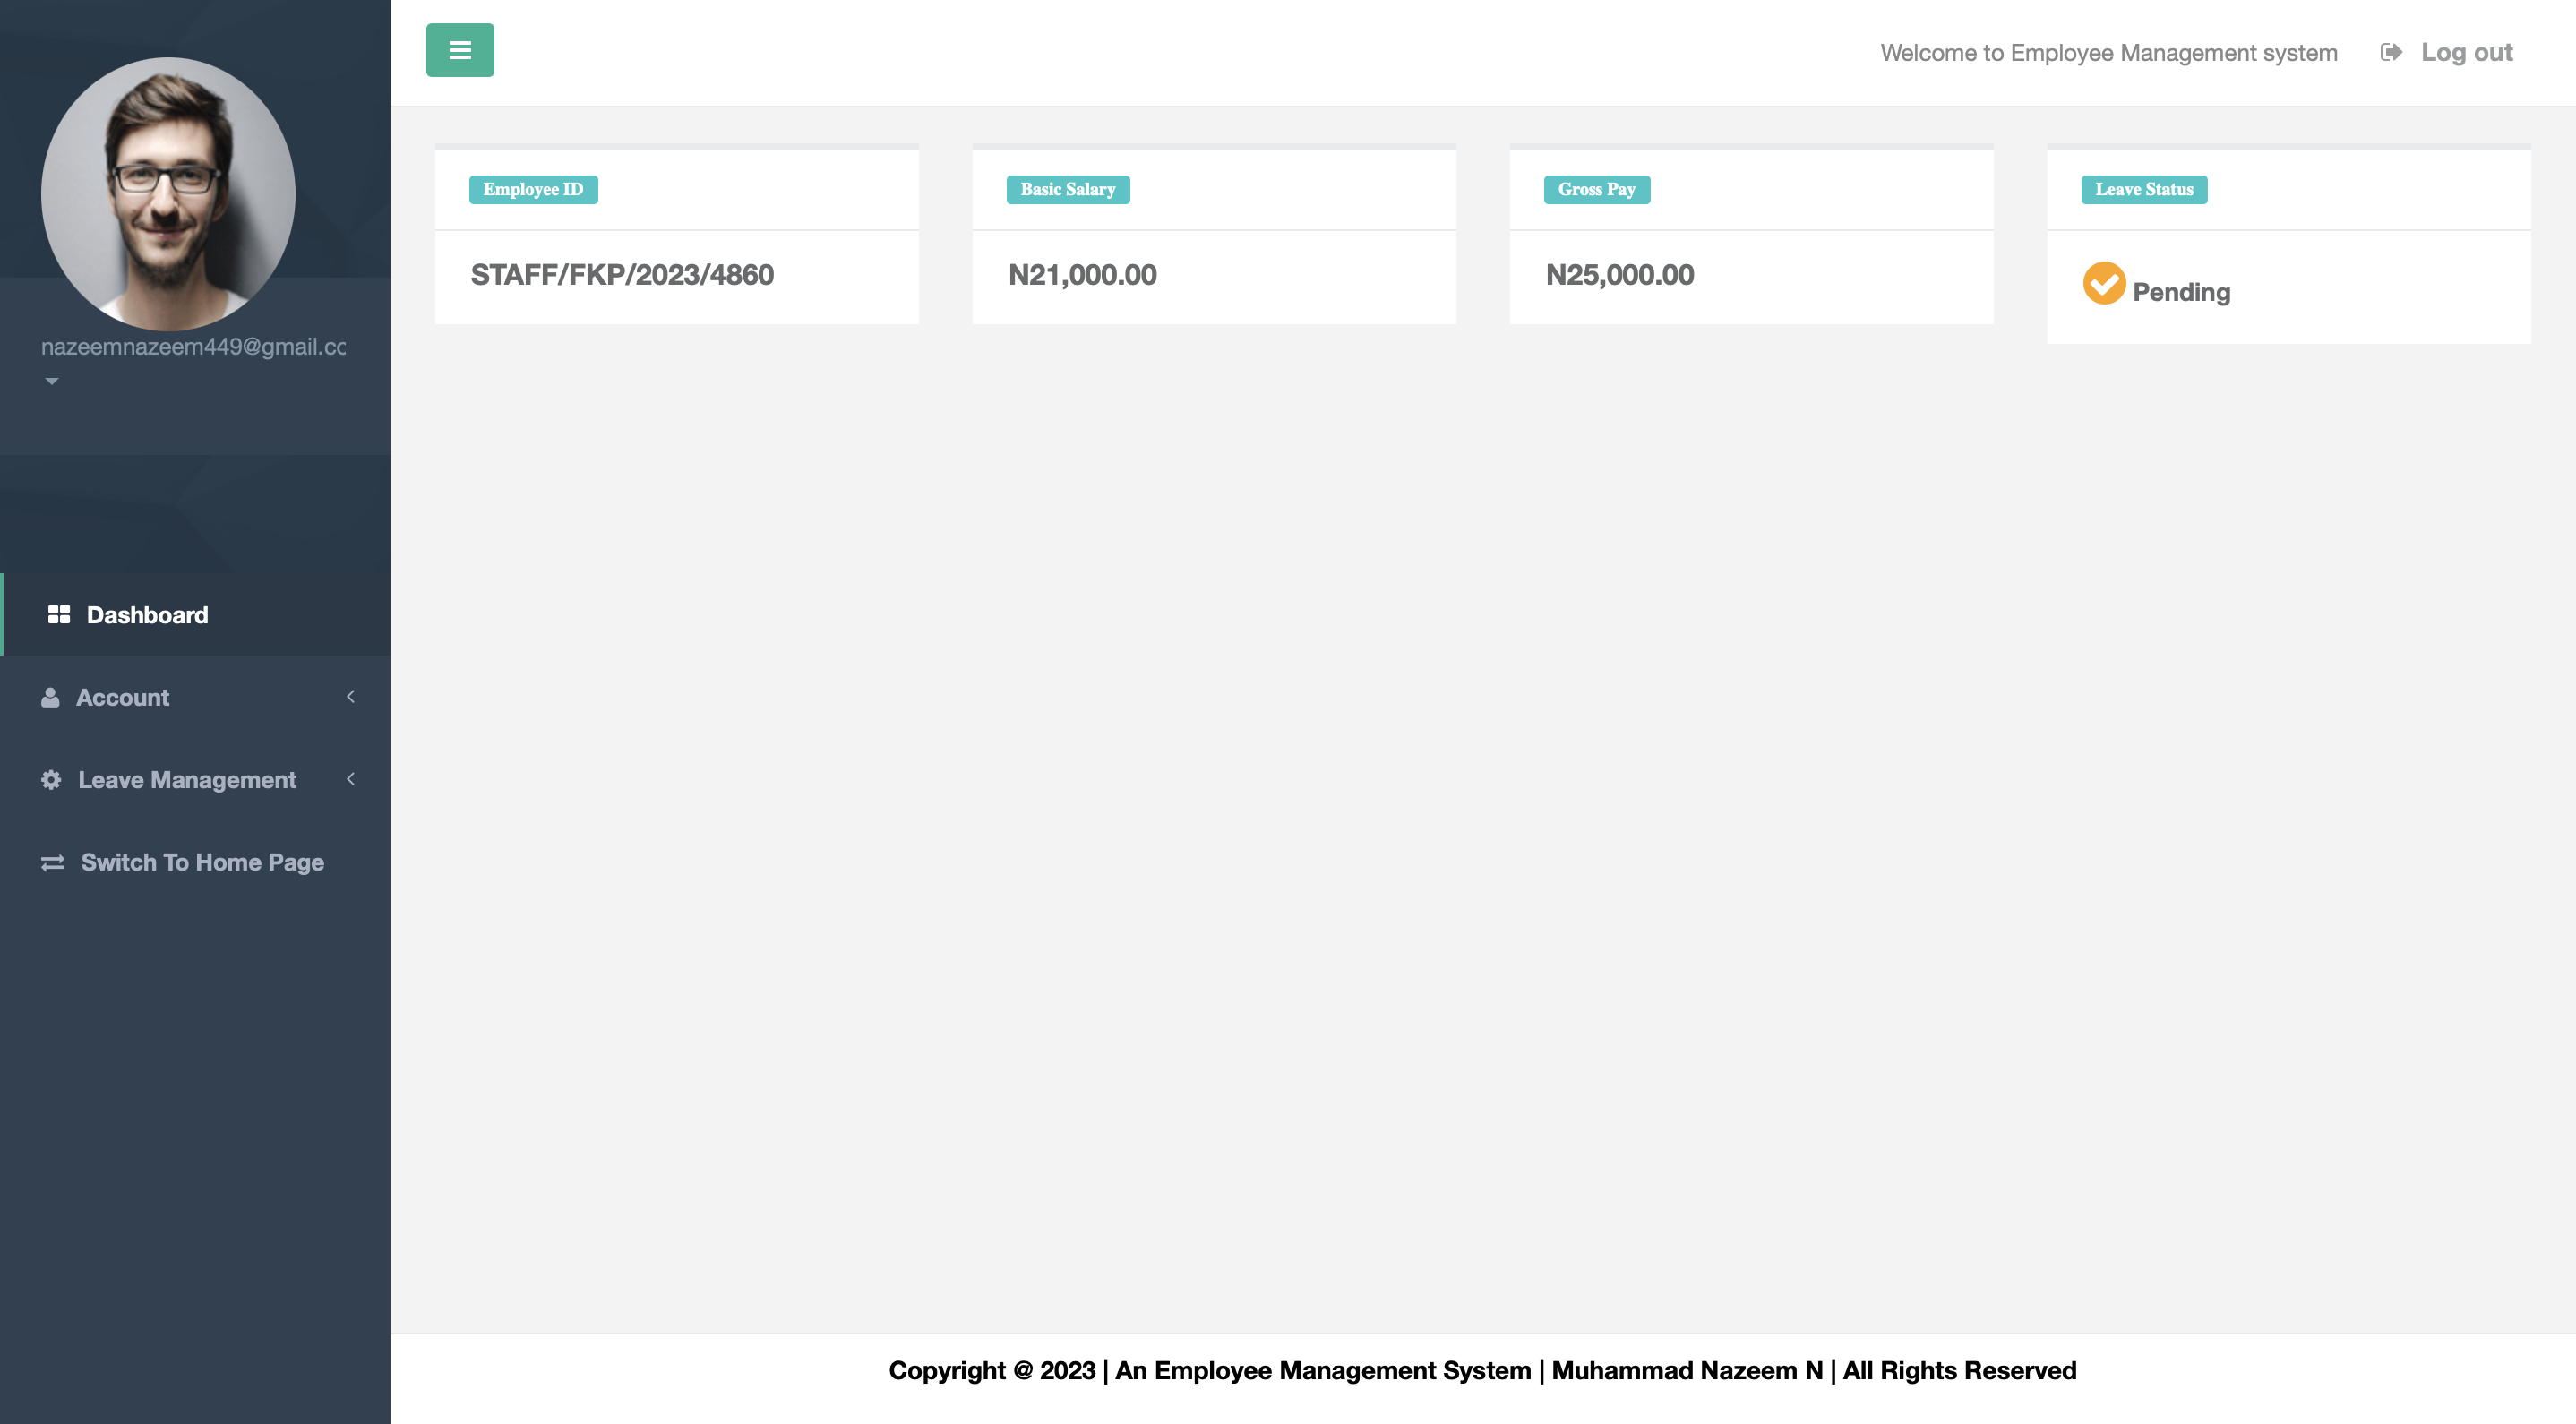 Welcome to Employee Management system
Log out
nazeemnazeem449@gmail.cc
Dashboard
Account
Leave Management
Switch To Home Page
Employee ID
STAFF/FKP/2023/4860
Basic Salary
N21,000.00
Gross Pay
N25,000.00
Leave Status
Pending
Copyright @ 2023 | An Employee Management System | Muhammad Nazeem N | All Rights Reserved